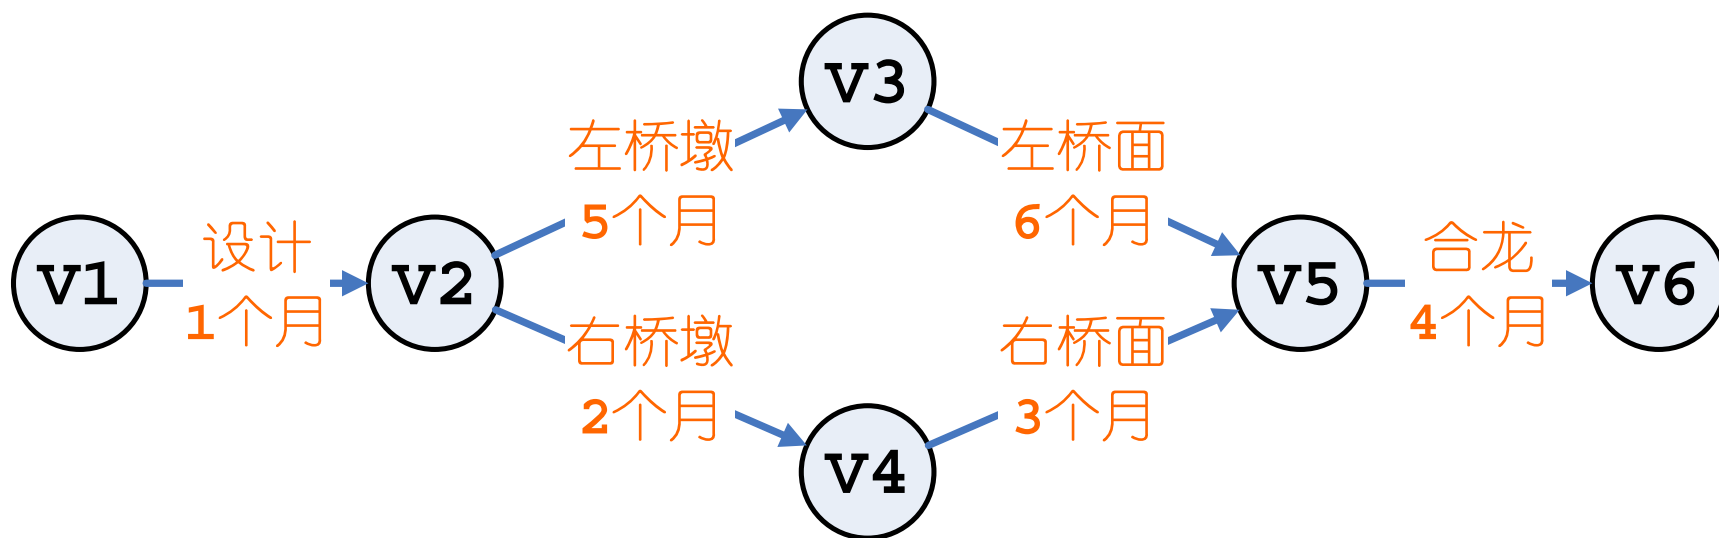 v3
左桥墩
5个月
左桥面
6个月
v1
设计
1个月
v2
v5
合龙
4个月
v6
右桥墩
2个月
右桥面
3个月
v4